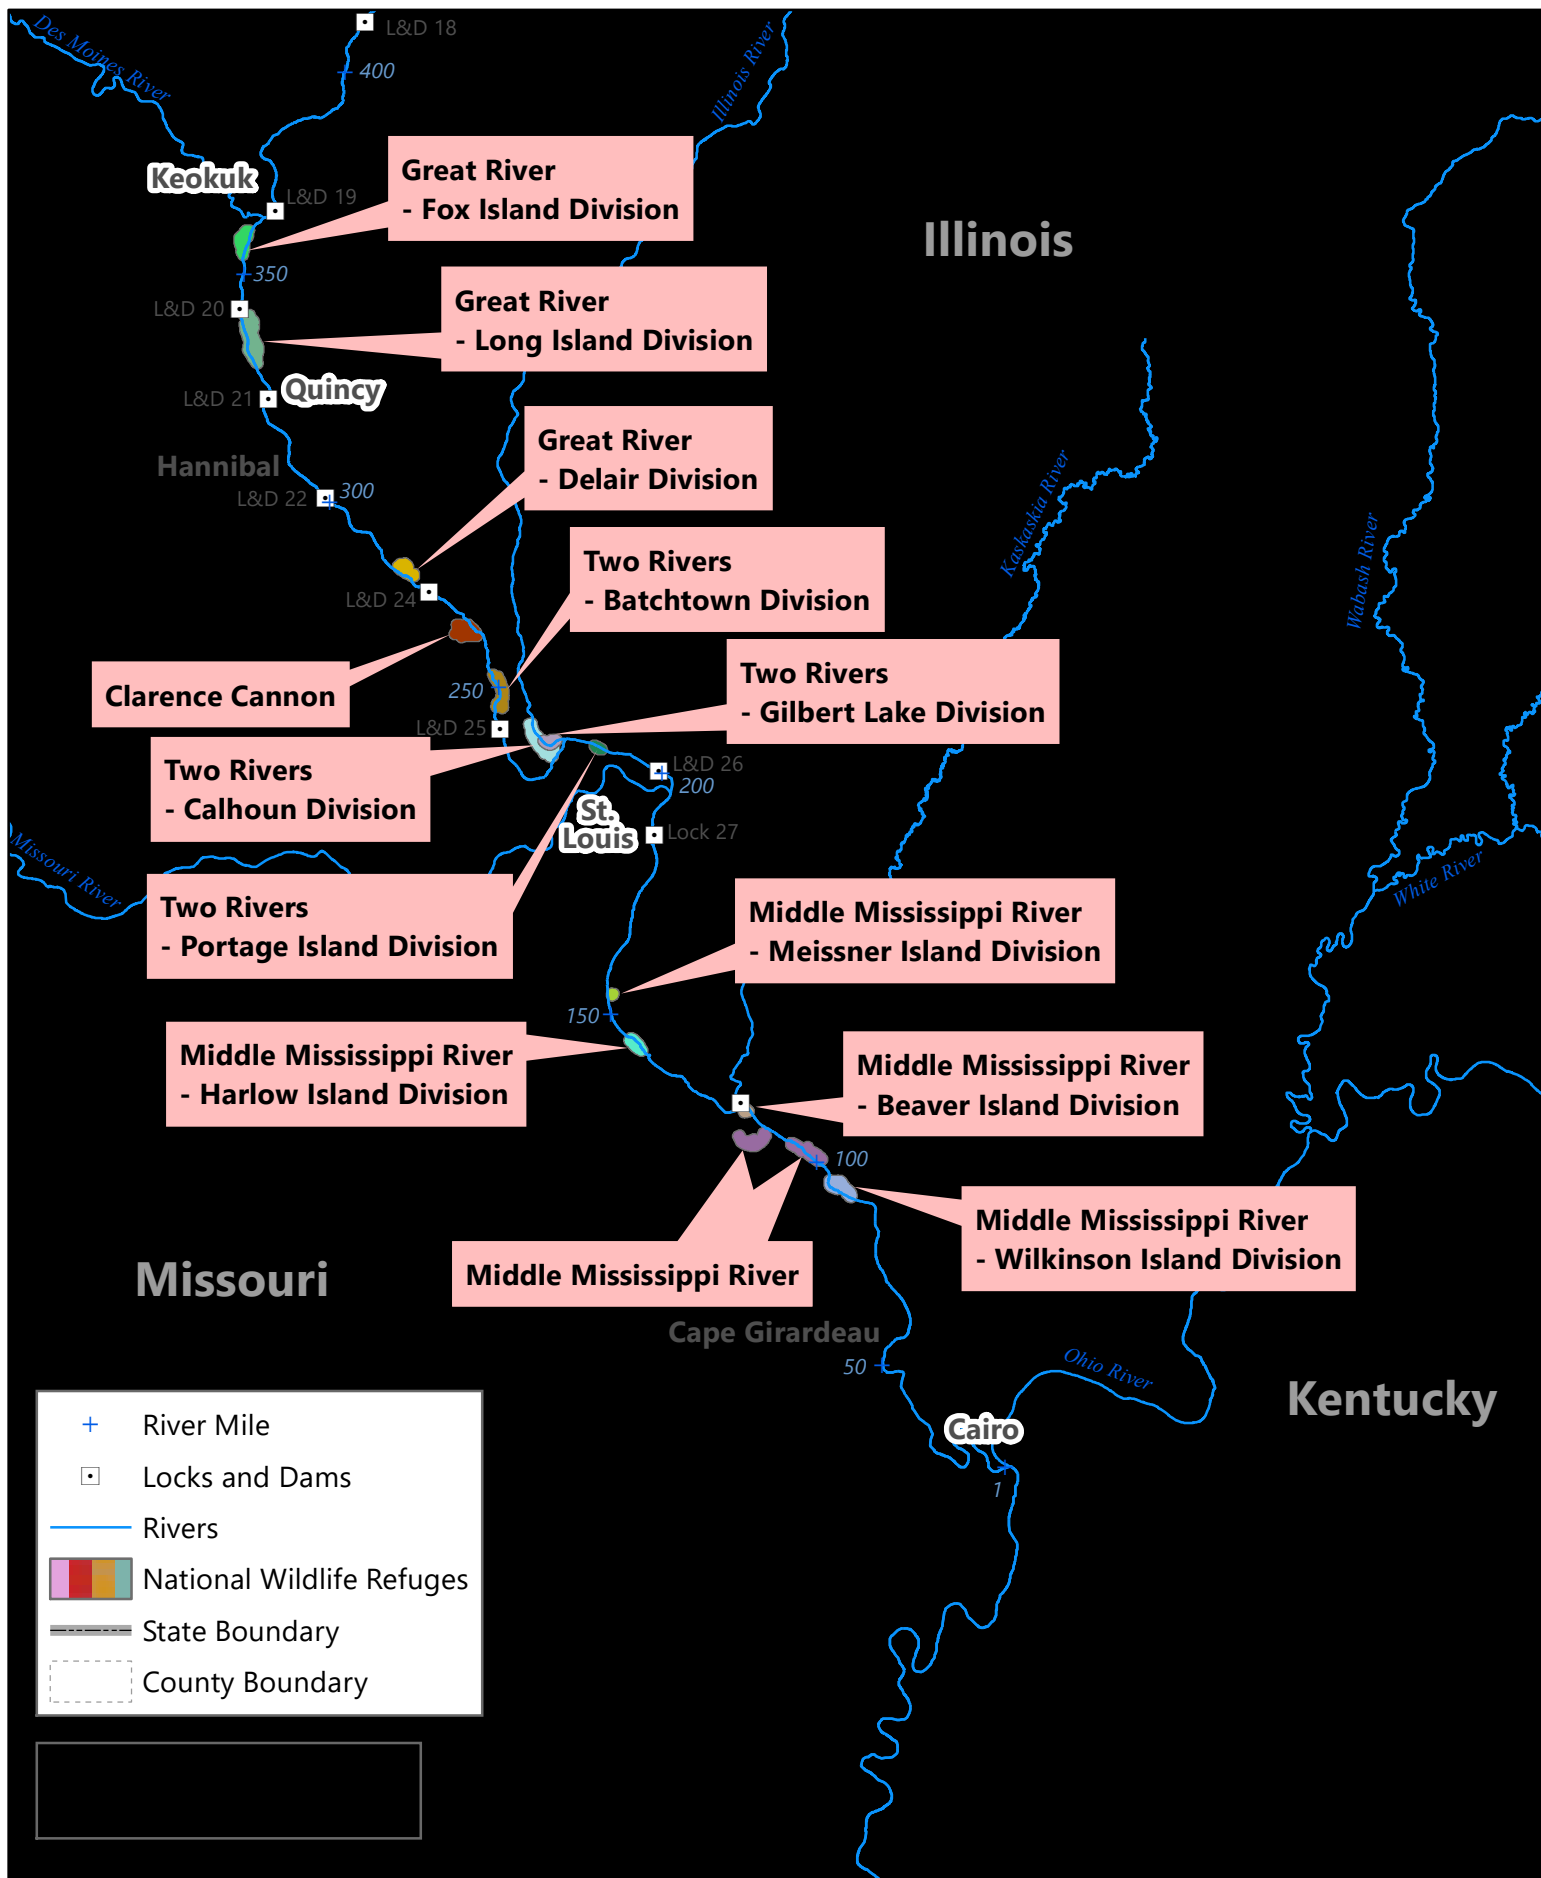 Des Moines River
L&D 18
400
Illinois River
Keokuk
L&D 19
Great River
- Fox Island Division
Illinois
350
L&D 20
Great River
- Long Island Division
L&D 21
Quincy
Hannibal
L&D 22
300
Great River
- Delair Division
Kaskaskia River
Wabash River
L&D 24
Two Rivers
- Batchtown Division
Clarence Cannon
250
L&D 25
Two Rivers
- Gilbert Lake Division
Two Rivers
- Calhoun Division
L&D 26
200
St.
Louis
Lock 27
Missouri River
White River
Two Rivers
- Portage Island Division
Middle Mississippi River
- Meissner Island Division
150
Middle Mississippi River
- Harlow Island Division
Middle Mississippi River
- Beaver Island Division
100
Middle Mississippi River
- Wilkinson Island Division
Middle Mississippi River
Missouri
Cape Girardeau
50
Ohio River
Kentucky
Cairo
1
River Mile
Locks and Dams
Rivers
National Wildlife Refuges
State Boundary
County Boundary